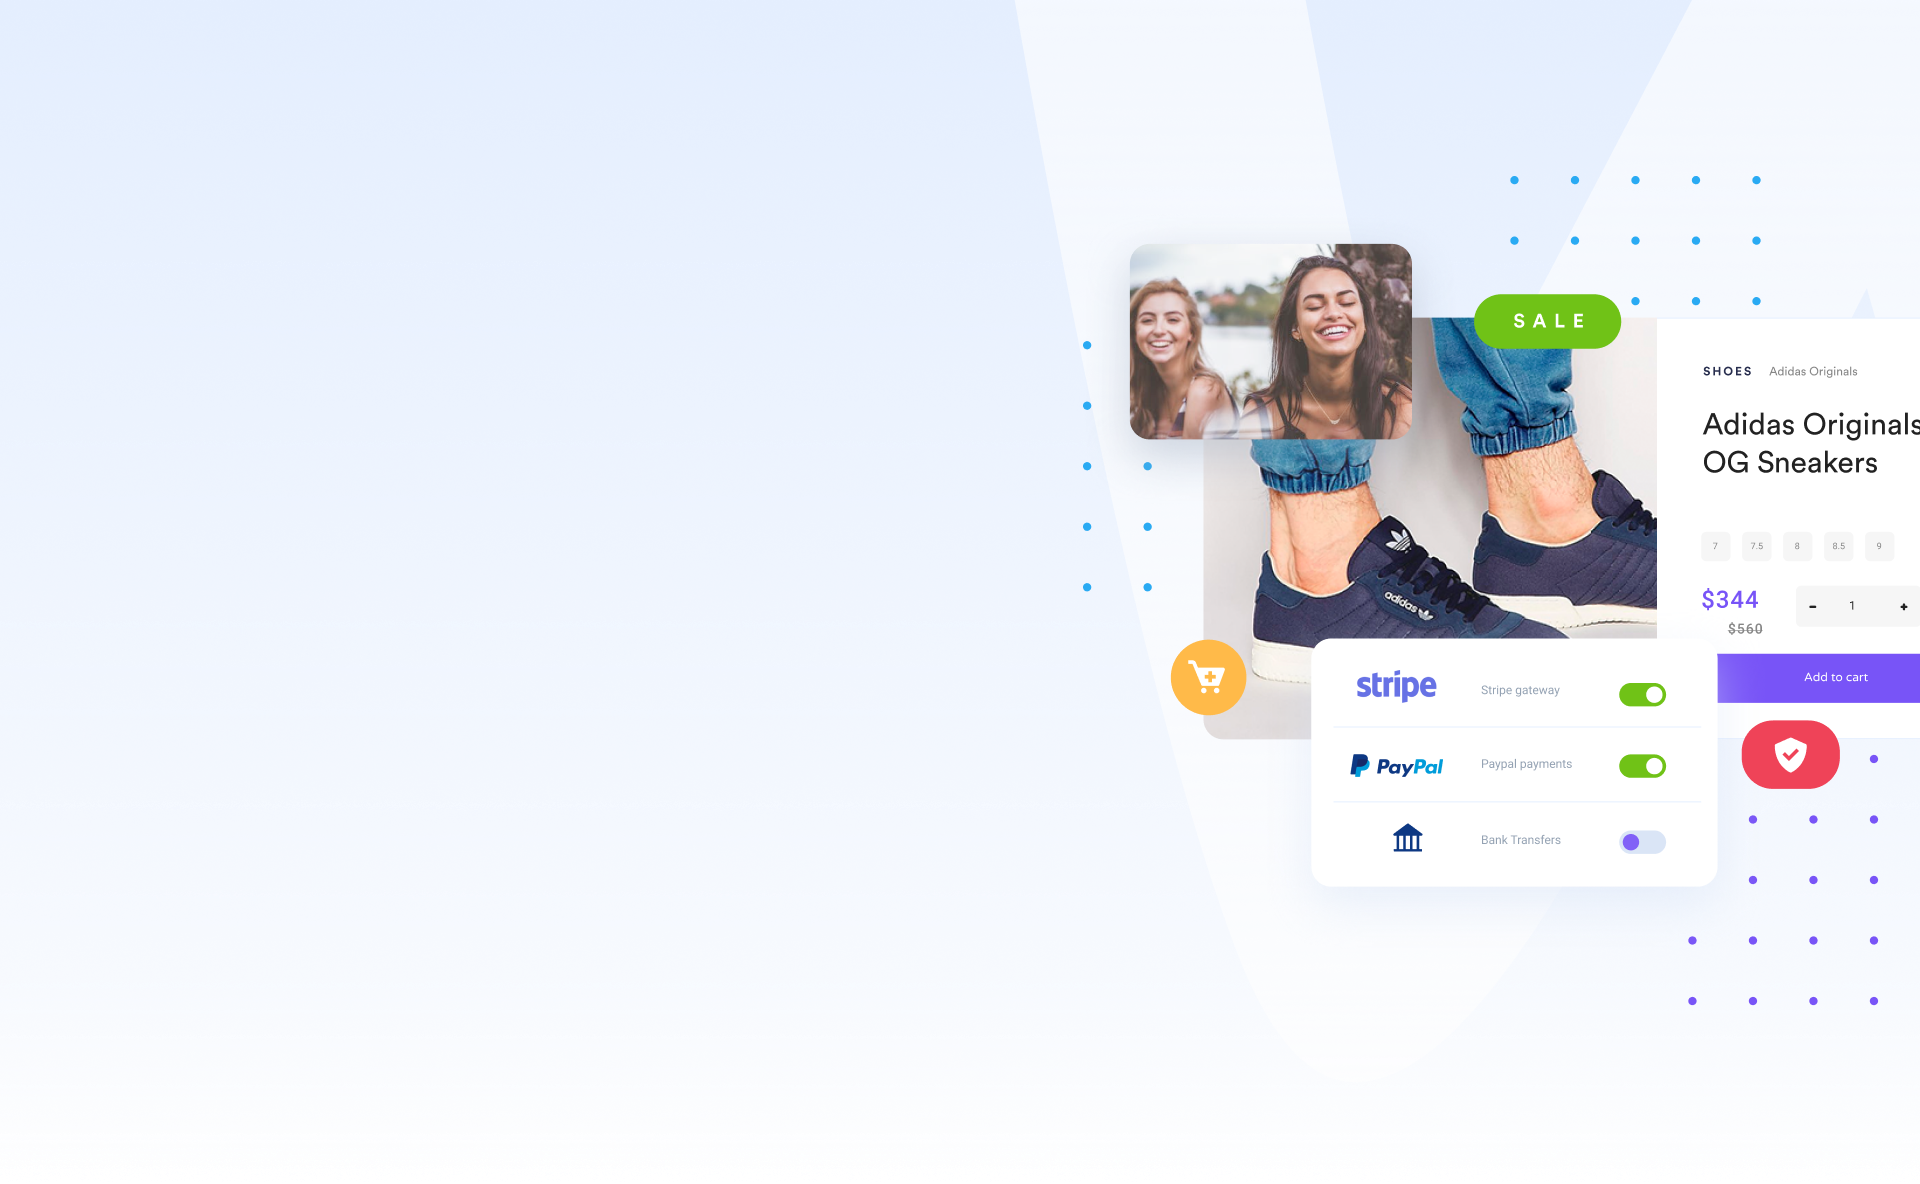 SALE
SHOES Adidas Originals
Adidas Originals
OG Sneakers
7 7.5 8 8.5 9
$344
- 1 +
$560
Add to cart
adidas
stripe Stripe gateway
PayPal Paypal payments
Bank Transfers